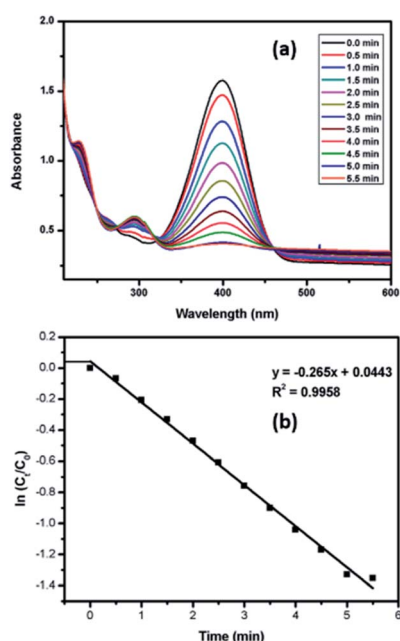 (a)
0.0 min
0.5 min
1.0 min
1.5 min
2.0 min
2.5 min
3.0 min
3.5 min
4.0 min
4.5 min
5.0 min
5.5 min
Absorbance
2.0
1.5
1.0
0.5
300 400 500 600
Wavelength (nm)
y = -0.265x + 0.0443
R² = 0.9958
(b)
ln (Cₜ/C₀)
0.2
0.0
-0.2
-0.4
-0.6
-0.8
-1.0
-1.2
-1.4
0 1 2 3 4 5 6
Time (min)